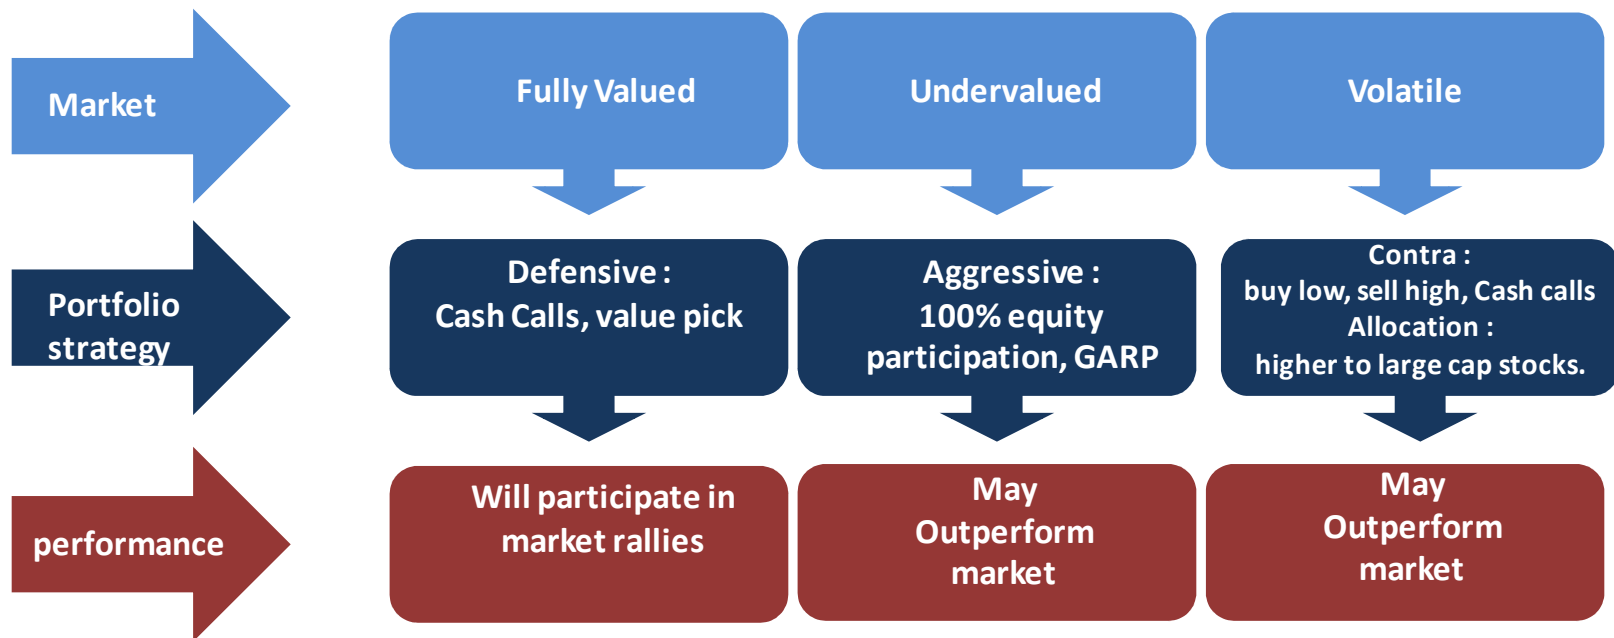 Market
Fully Valued
Undervalued
Volatile
Portfolio
strategy
Defensive :
Cash Calls, value pick
Aggressive :
100% equity
participation, GARP
Contra :
buy low, sell high, Cash calls
Allocation :
higher to large cap stocks.
performance
Will participate in
market rallies
May
Outperform
market
May
Outperform
market